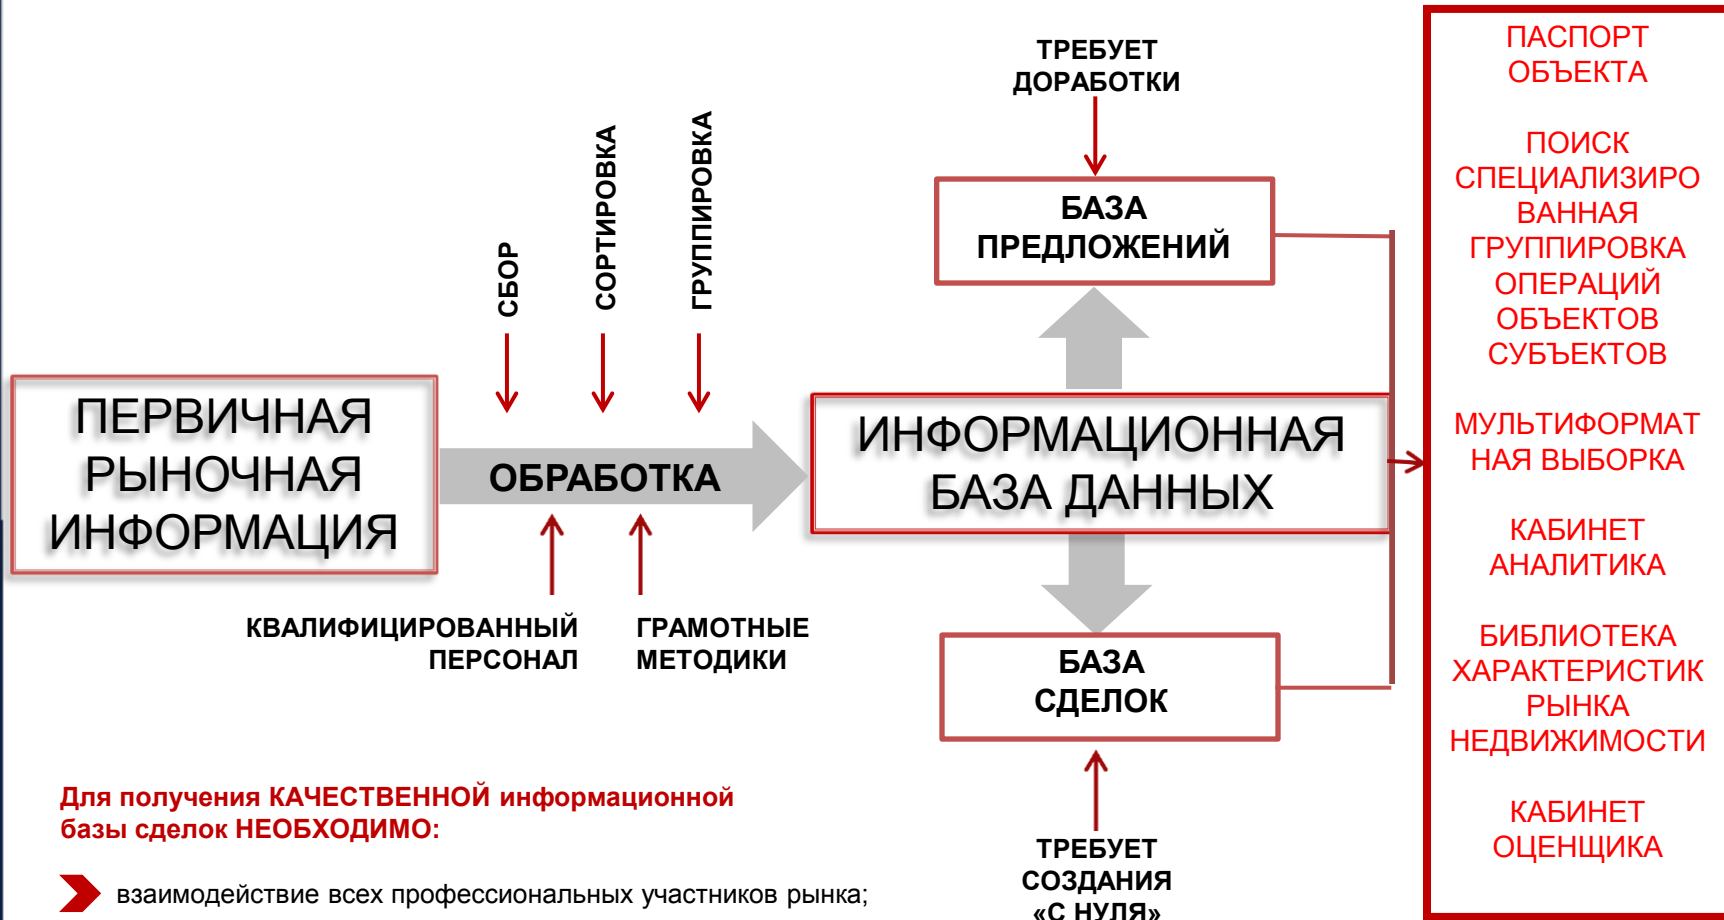 ПЕРВИЧНАЯ
РЫНОЧНАЯ
ИНФОРМАЦИЯ
СБОР
СОРТИРОВКА
ГРУППИРОВКА
ОБРАБОТКА
КВАЛИФИЦИРОВАННЫЙ
ПЕРСОНАЛ
ГРАМОТНЫЕ
МЕТОДИКИ
ТРЕБУЕТ
ДОРАБОТКИ
БАЗА
ПРЕДЛОЖЕНИЙ
ИНФОРМАЦИОННАЯ
БАЗА ДАННЫХ
БАЗА
СДЕЛОК
ТРЕБУЕТ
СОЗДАНИЯ
«С НУЛЯ»
ПАСПОРТ
ОБЪЕКТА
ПОИСК
СПЕЦИАЛИЗИРО
ВАННАЯ
ГРУППИРОВКА
ОПЕРАЦИЙ
ОБЪЕКТОВ
СУБЪЕКТОВ
МУЛЬТИФОРМАТ
НАЯ ВЫБОРКА
КАБИНЕТ
АНАЛИТИКА
БИБЛИОТЕКА
ХАРАКТЕРИСТИК
РЫНКА
НЕДВИЖИМОСТИ
КАБИНЕТ
ОЦЕНЩИКА
Для получения КАЧЕСТВЕННОЙ информационной
базы сделок НЕОБХОДИМО:
взаимодействие всех профессиональных участников рынка;